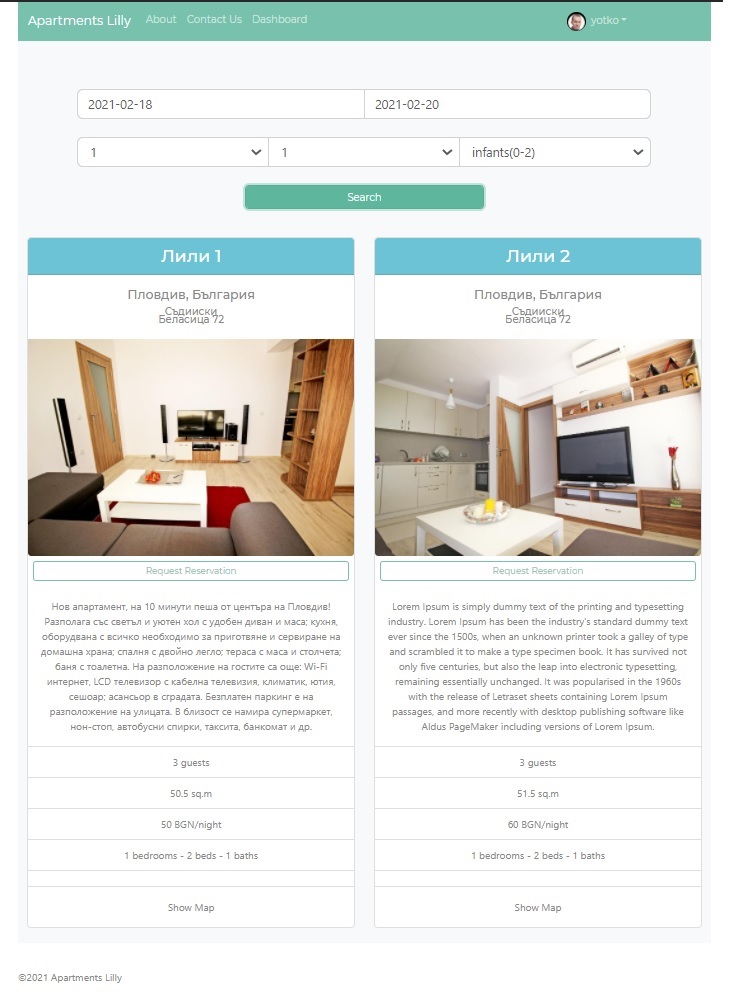 Apartments Lilly About Contact Us Dashboard yotko
2021-02-18 2021-02-20
1 1 infants(0-2)
Search
Лили 1
Пловдив, България
Съдийски
Беласица 72
Request Reservation
Нов апартамент, на 10 минути пеша от центъра на Пловдив!
Разполага със светъл и уютен хол с удобен диван и маса; кухня,
оборудвана с всичко необходимо за приготвяне и сервиране на
домашна храна; спалня с двойно легло; тераса с маса и столчета;
баня с тоалетна. На разположение на гостите са още: Wi-Fi
интернет, LCD телевизор с кабелна телевизия, климатик, ютия,
сешоар; асансьор в сградата. Безплатен паркинг е на
разположение на улицата. В близост се намира супермаркет,
нон-стоп, автобусни спирки, таксита, банкомат и др.
3 guests
50.5 sq.m
50 BGN/night
1 bedrooms - 2 beds - 1 baths
Show Map
Лили 2
Пловдив, България
Съдийски
Беласица 72
Request Reservation
Lorem Ipsum is simply dummy text of the printing and typesetting
industry. Lorem Ipsum has been the industry's standard dummy text
ever since the 1500s, when an unknown printer took a galley of type
and scrambled it to make a type specimen book. It has survived not
only five centuries, but also the leap into electronic typesetting,
remaining essentially unchanged. It was popularised in the 1960s
with the release of Letraset sheets containing Lorem Ipsum
passages, and more recently with desktop publishing software like
Aldus PageMaker including versions of Lorem Ipsum.
3 guests
51.5 sq.m
60 BGN/night
1 bedrooms - 2 beds - 1 baths
Show Map
©2021 Apartments Lilly